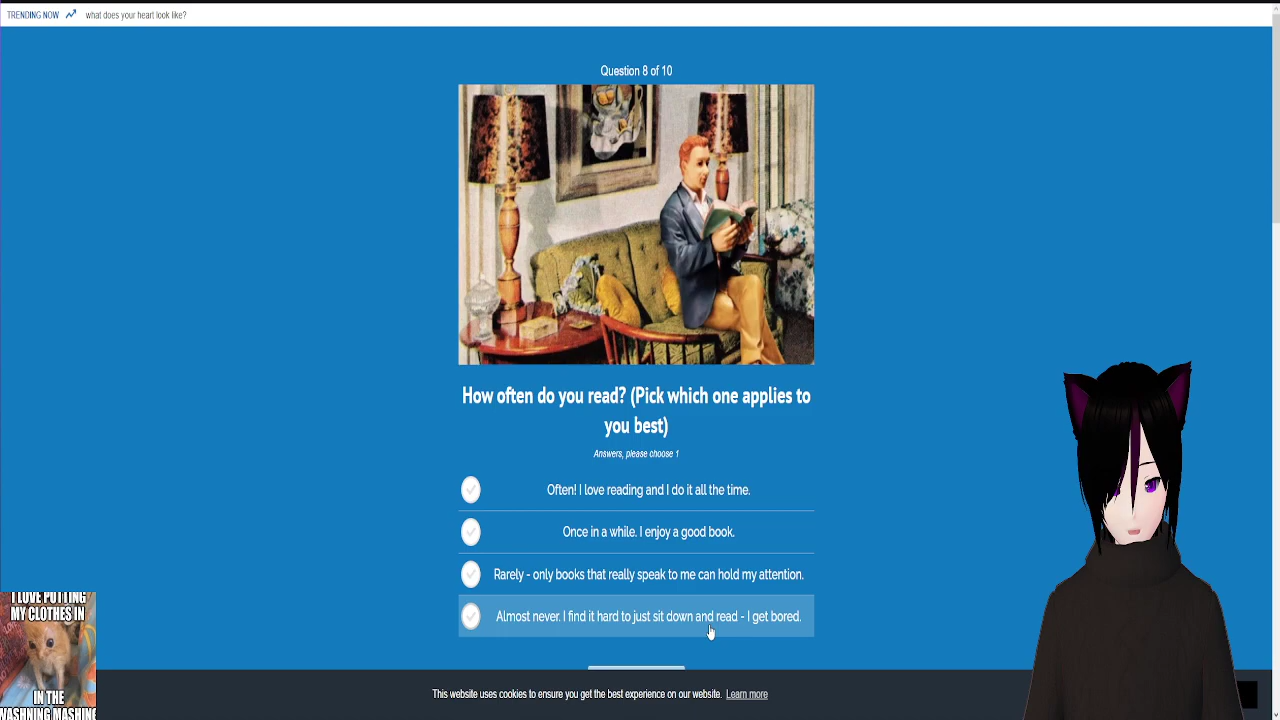 TRENDING NOW what does your heart look like?
Question 8 of 10
How often do you read? (Pick which one applies to
you best)
Answers, please choose 1
Often! I love reading and I do it all the time.
Once in a while. I enjoy a good book.
Rarely - only books that really speak to me can hold my attention.
Almost never. I find it hard to just sit down and read - I get bored.
I LOVE PUTTING
MY CLOTHES IN
IN THE
WASHNING MASHINE
This website uses cookies to ensure you get the best experience on our website. Learn more